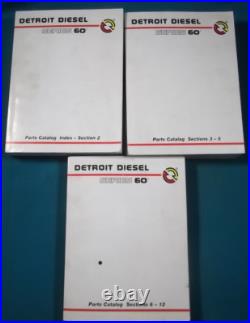 DETROIT DIESEL
SERIES 60
Parts Catalog Index - Section 2
DETROIT DIESEL
SERIES 60
Parts Catalog Sections 3 - 5
DETROIT DIESEL
SERIES 60
Parts Catalog Sections 6 - 12